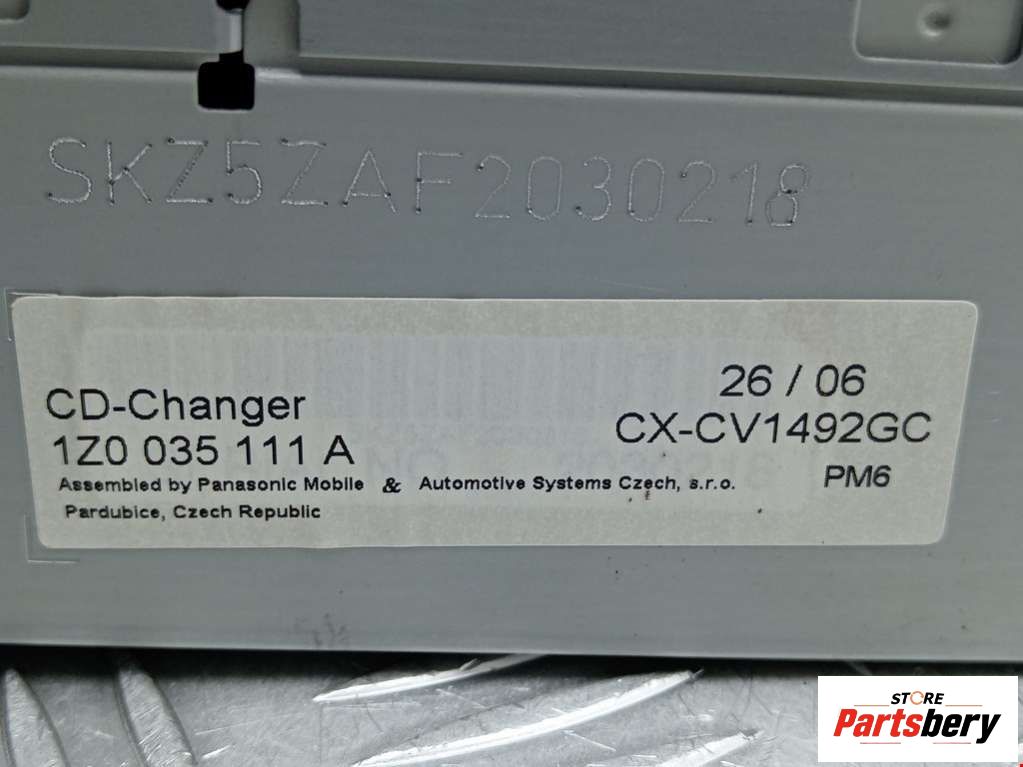 SKZ5ZAF2030218
26 / 06
CD-Changer
CX-CV1492GC
1Z0 035 111 A
PM6
Assembled by Panasonic Mobile & Automotive Systems Czech, s.r.o.
Pardubice, Czech Republic
STORE
Partsbery